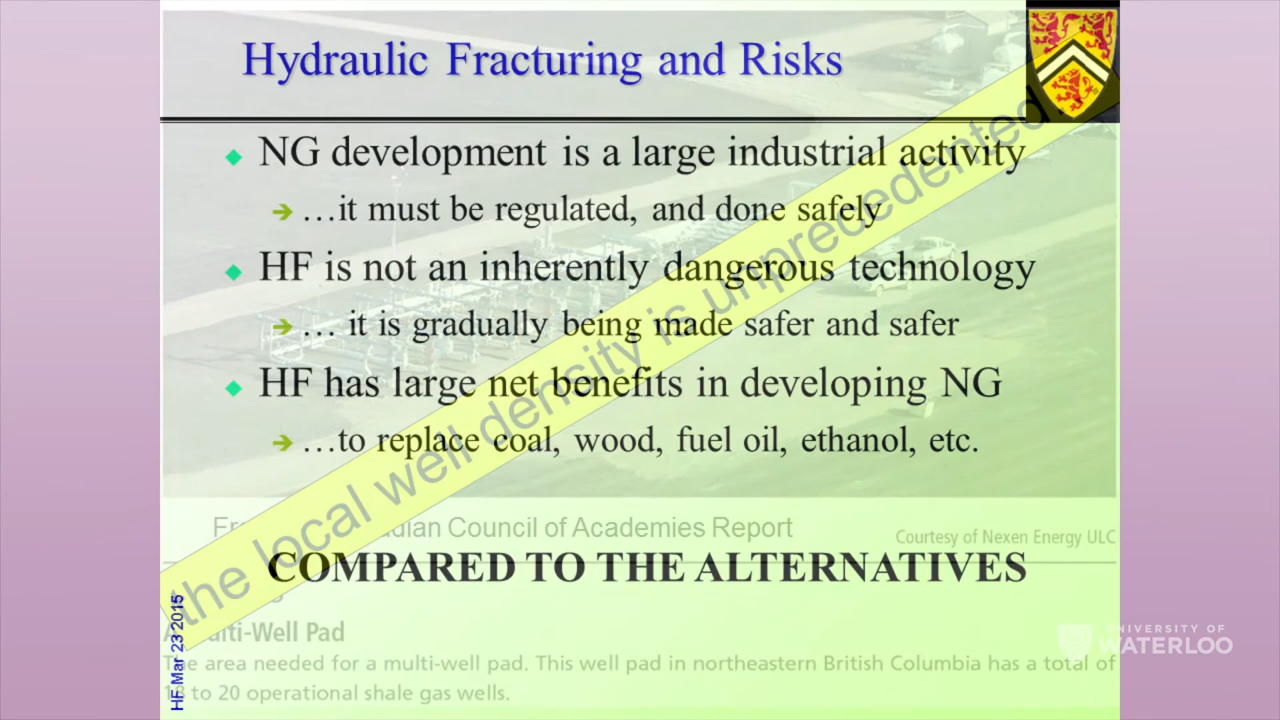 Hydraulic Fracturing and Risks
NG development is a large industrial activity
…it must be regulated, and done safely
HF is not an inherently dangerous technology
… it is gradually being made safer and safer
HF has large net benefits in developing NG
…to replace coal, wood, fuel oil, ethanol, etc.
the local well density is unprecedented!
Council of Academies Report
Courtesy of Nexen Energy ULC
COMPARED TO THE ALTERNATIVES
HF Mar 23 2015
Well Pad
The area needed for a multi-well pad. This well pad in northeastern British Columbia has a total of
18 to 20 operational shale gas wells.
UNIVERSITY OF
WATERLOO